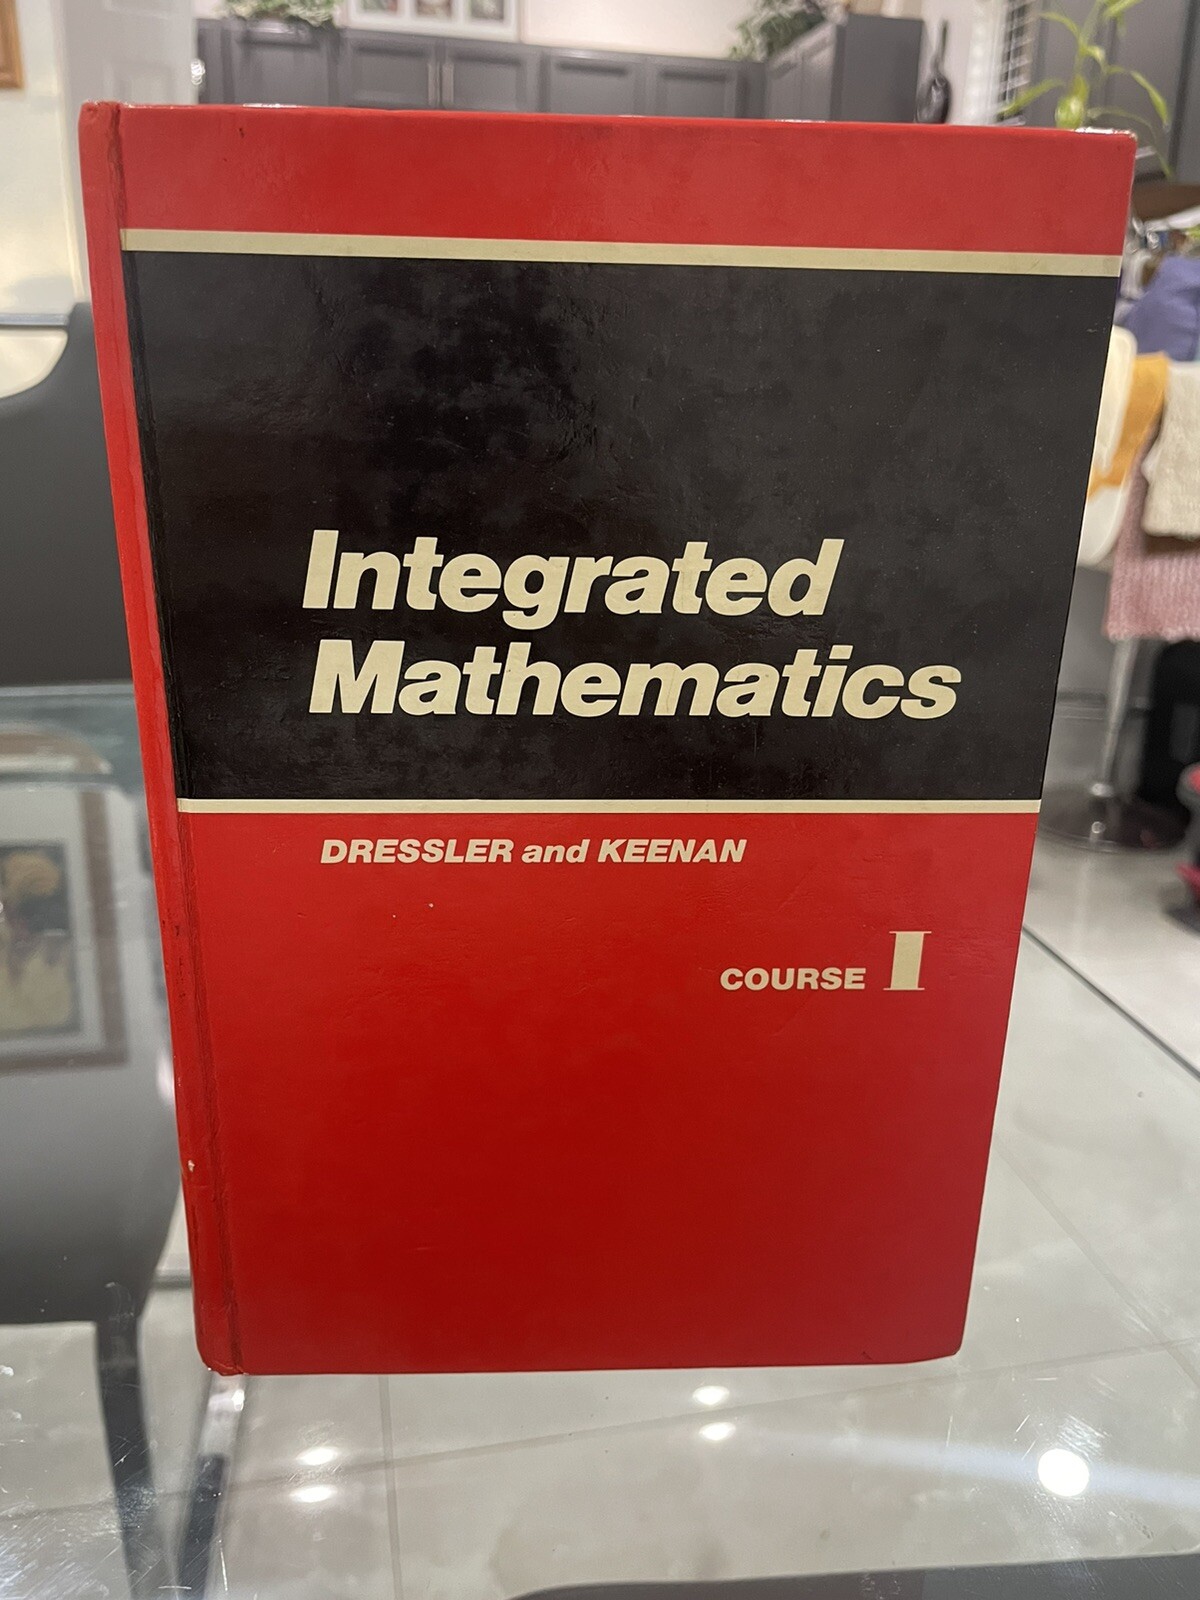 Integrated
Mathematics
DRESSLER and KEENAN
COURSE I